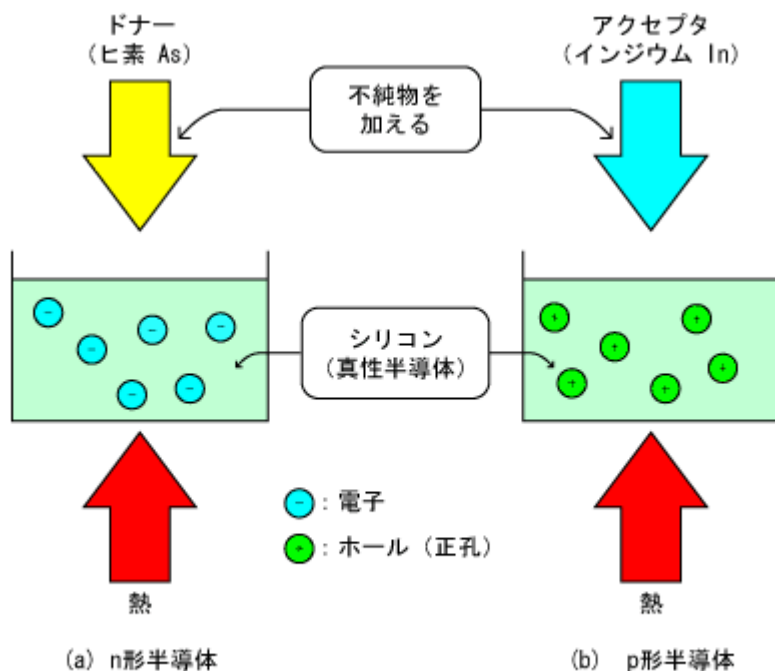 ドナー
(ヒ素 As)
アクセプタ
(インジウム In)
不純物を
加える
- - - - - -
シリコン
(真性半導体)
+ + + + + +
- : 電子
+ : ホール (正孔)
熱
熱
(a) n形半導体
(b) p形半導体